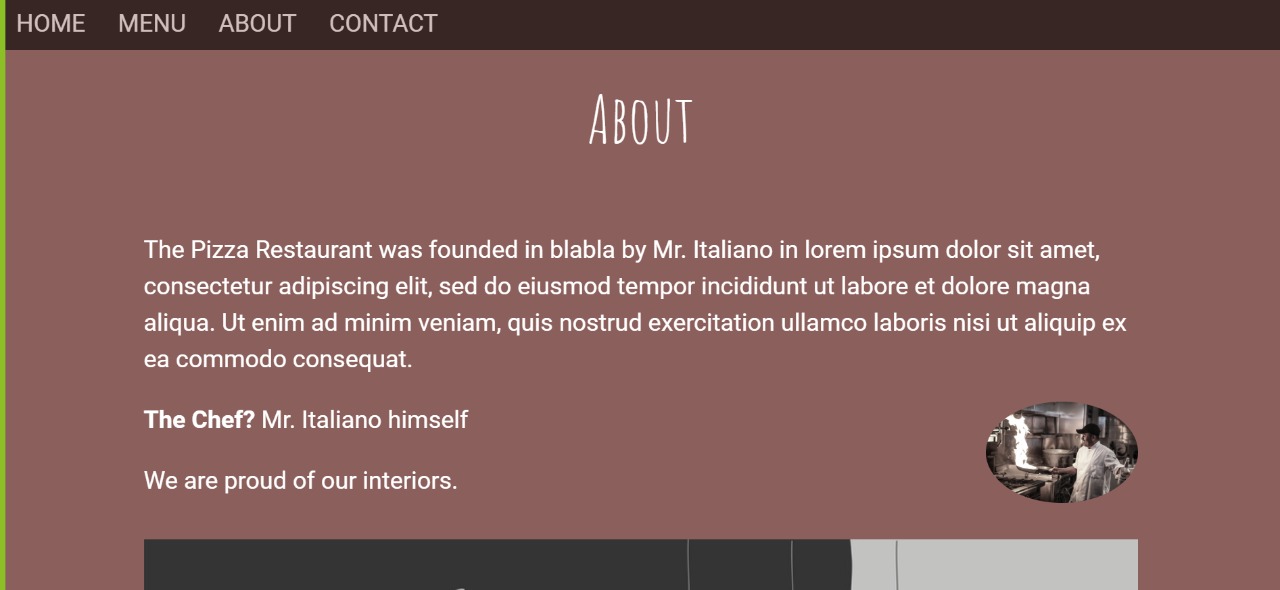 HOME MENU ABOUT CONTACT
About
The Pizza Restaurant was founded in blabla by Mr. Italiano in lorem ipsum dolor sit amet,
consectetur adipiscing elit, sed do eiusmod tempor incididunt ut labore et dolore magna
aliqua. Ut enim ad minim veniam, quis nostrud exercitation ullamco laboris nisi ut aliquip ex
ea commodo consequat.
The Chef? Mr. Italiano himself
We are proud of our interiors.